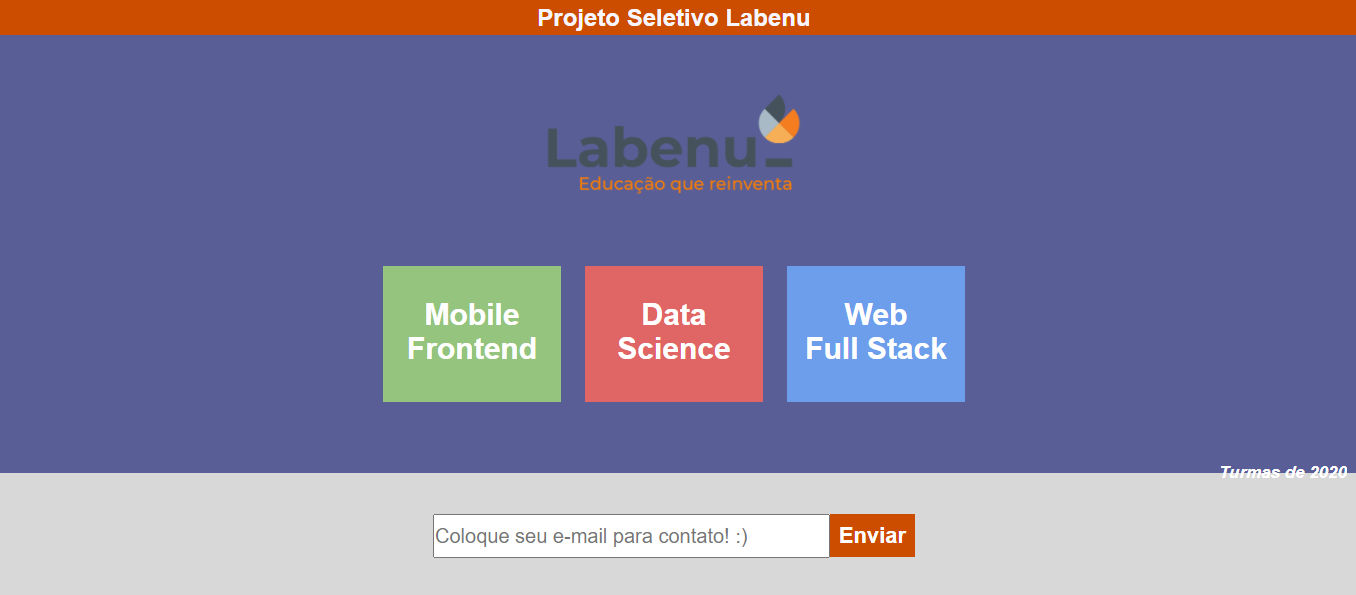 Projeto Seletivo Labenu
Labenu_
Educação que reinventa
Mobile
Frontend
Data
Science
Web
Full Stack
Turmas de 2020
Coloque seu e-mail para contato! :)
Enviar